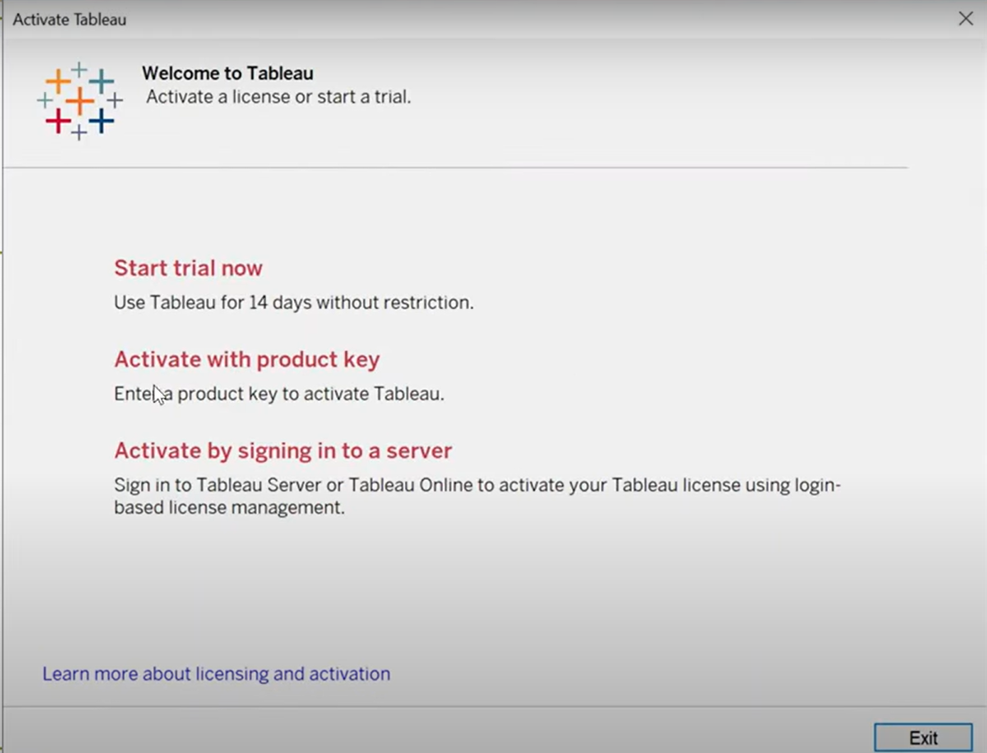 Activate Tableau
Welcome to Tableau
Activate a license or start a trial.
Start trial now
Use Tableau for 14 days without restriction.
Activate with product key
Enter a product key to activate Tableau.
Activate by signing in to a server
Sign in to Tableau Server or Tableau Online to activate your Tableau license using login-
based license management.
Learn more about licensing and activation
Exit